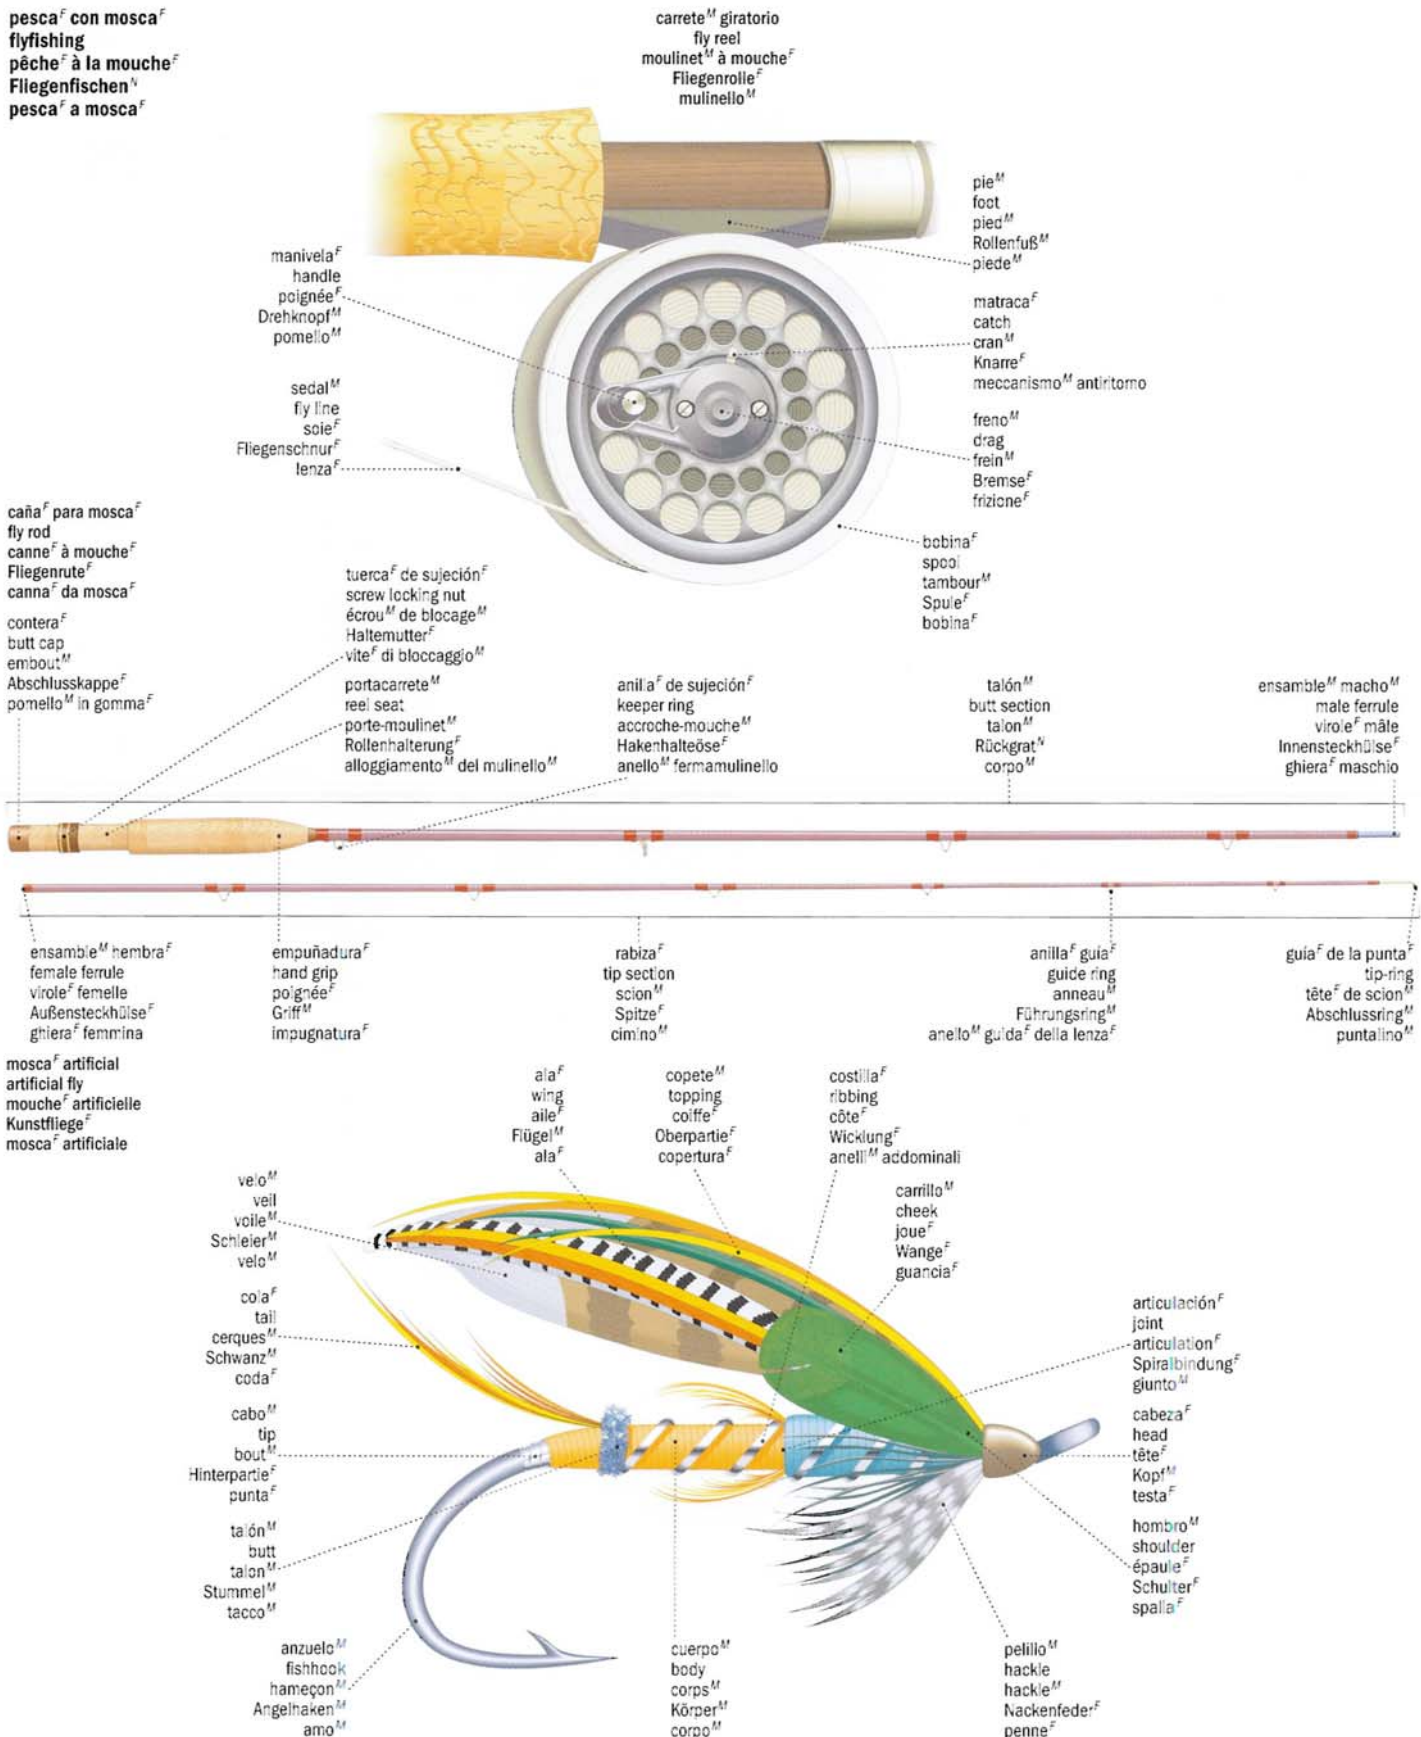 pesca^F con mosca^F
flyfishing
pêche^F à la mouche^F
Fliegenfischen^N
pesca^F a mosca^F
carrete^M giratorio
fly reel
moulinet^M à mouche^F
Fliegenrolle^F
mulinello^M
pie^M
foot
pied^M
Rollenfuß^M
piede^M
manivela^F
handle
poignée^F
Drehknopf^M
pomello^M
matraca^F
catch
cran^M
Knarre^F
meccanismo^M antiritorno
sedal^M
fly line
soie^F
Fliegenschnur^F
lenza^F
freno^M
drag
frein^M
Bremse^F
frizione^F
bobina^F
spool
tambour^M
Spule^F
bobina^F
caña^F para mosca^F
fly rod
canne^F à mouche^F
Fliegenrute^F
canna^F da mosca^F
contera^F
butt cap
embout^M
Abschlusskappe^F
pomello^M in gomma^F
tuerca^F de sujeción^F
screw locking nut
écrou^M de blocage^M
Haltemutter^F
vite^F di bloccaggio^M
portacarrete^M
reel seat
porte-moulinet^M
Rollenhalterung^F
alloggiamento^M del mulinello^M
anilla^F de sujeción^F
keeper ring
accroche-mouche^M
Hakenhalteöse^F
anello^M fermamulinello
talón^M
butt section
talon^M
Rückgrat^N
corpo^M
ensamble^M macho^M
male ferrule
virole^F mâle
Innensteckhülse^F
ghiera^F maschio
ensamble^M hembra^F
female ferrule
virole^F femelle
Außensteckhülse^F
ghiera^F femmina
empuñadura^F
hand grip
poignée^F
Griff^M
impugnatura^F
rabiza^F
tip section
scion^M
Spitze^F
cimino^M
anilla^F guía^F
guide ring
anneau^M
Führungsring^M
anello^M guida^F della lenza^F
guía^F de la punta^F
tip-ring
tête^F de scion^M
Abschlussring^M
puntalino^M
mosca^F artificial
artificial fly
mouche^F artificielle
Kunstfliege^F
mosca^F artificiale
ala^F
wing
aile^F
Flügel^M
ala^F
copete^M
topping
coiffe^F
Oberpartie^F
copertura^F
costilla^F
ribbing
côte^F
Wicklung^F
anelli^M addominali
velo^M
veil
voile^M
Schleier^M
velo^M
carrillo^M
cheek
joue^F
Wange^F
guancia^F
cola^F
tail
cerques^M
Schwanz^M
coda^F
articulación^F
joint
articulation^F
Spiralbindung^F
giunto^M
cabo^M
tip
bout^M
Hinterpartie^F
punta^F
cabeza^F
head
tête^F
Kopf^M
testa^F
talón^M
butt
talon^M
Stummel^M
tacco^M
hombro^M
shoulder
épaule^F
Schulter^F
spalla^F
anzuelo^M
fishhook
hameçon^M
Angelhaken^M
amo^M
cuerpo^M
body
corps^M
Körper^M
corpo^M
pelillo^M
hackle
hackle^M
Nackenfeder^F
penne^F